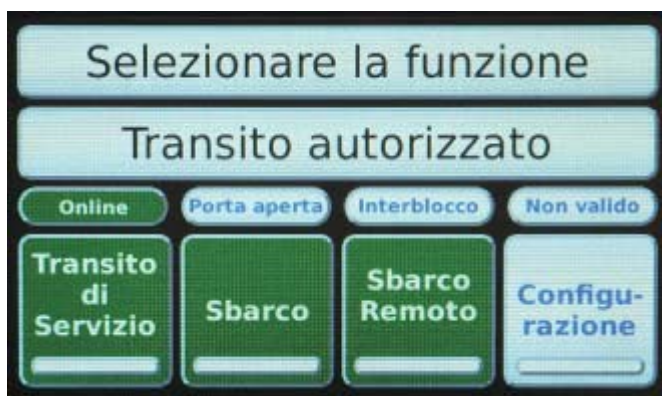 Selezionare la funzione
Transito autorizzato
Online
Porta aperta
Interblocco
Non valido
Transito
di
Servizio
Sbarco
Sbarco
Remoto
Configu-
razione